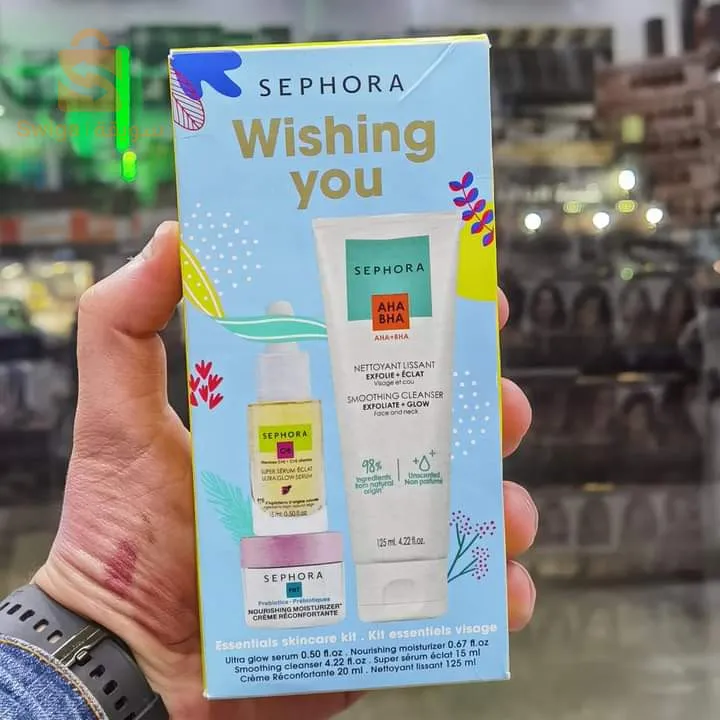 SEPHORA
Wishing
you
SEPHORA
AHA
BHA
AHA+BHA
NETTOYANT LISSANT
EXFOLIE + ÉCLAT
Visage et cou
SMOOTHING CLEANSER
EXFOLIATE + GLOW
Face and neck
98%
Ingredients
from natural
origin*
Unscented
Non parfumé
125 ml. 4.22 fl.oz.
SEPHORA
SUPER SÉRUM ÉCLAT
ULTRA GLOW SERUM
15 ml. 0.50 fl.oz
SEPHORA
Prebiotics - Prébiotiques
NOURISHING MOISTURIZER*
CRÈME RÉCONFORTANTE
Essentials skincare kit . Kit essentiels visage
Ultra glow serum 0.50 fl.oz . Nourishing moisturizer 0.67 fl.oz
Smoothing cleanser 4.22 fl.oz . Super sérum éclat 15 ml
Crème Réconfortante 20 ml . Nettoyant lissant 125 ml